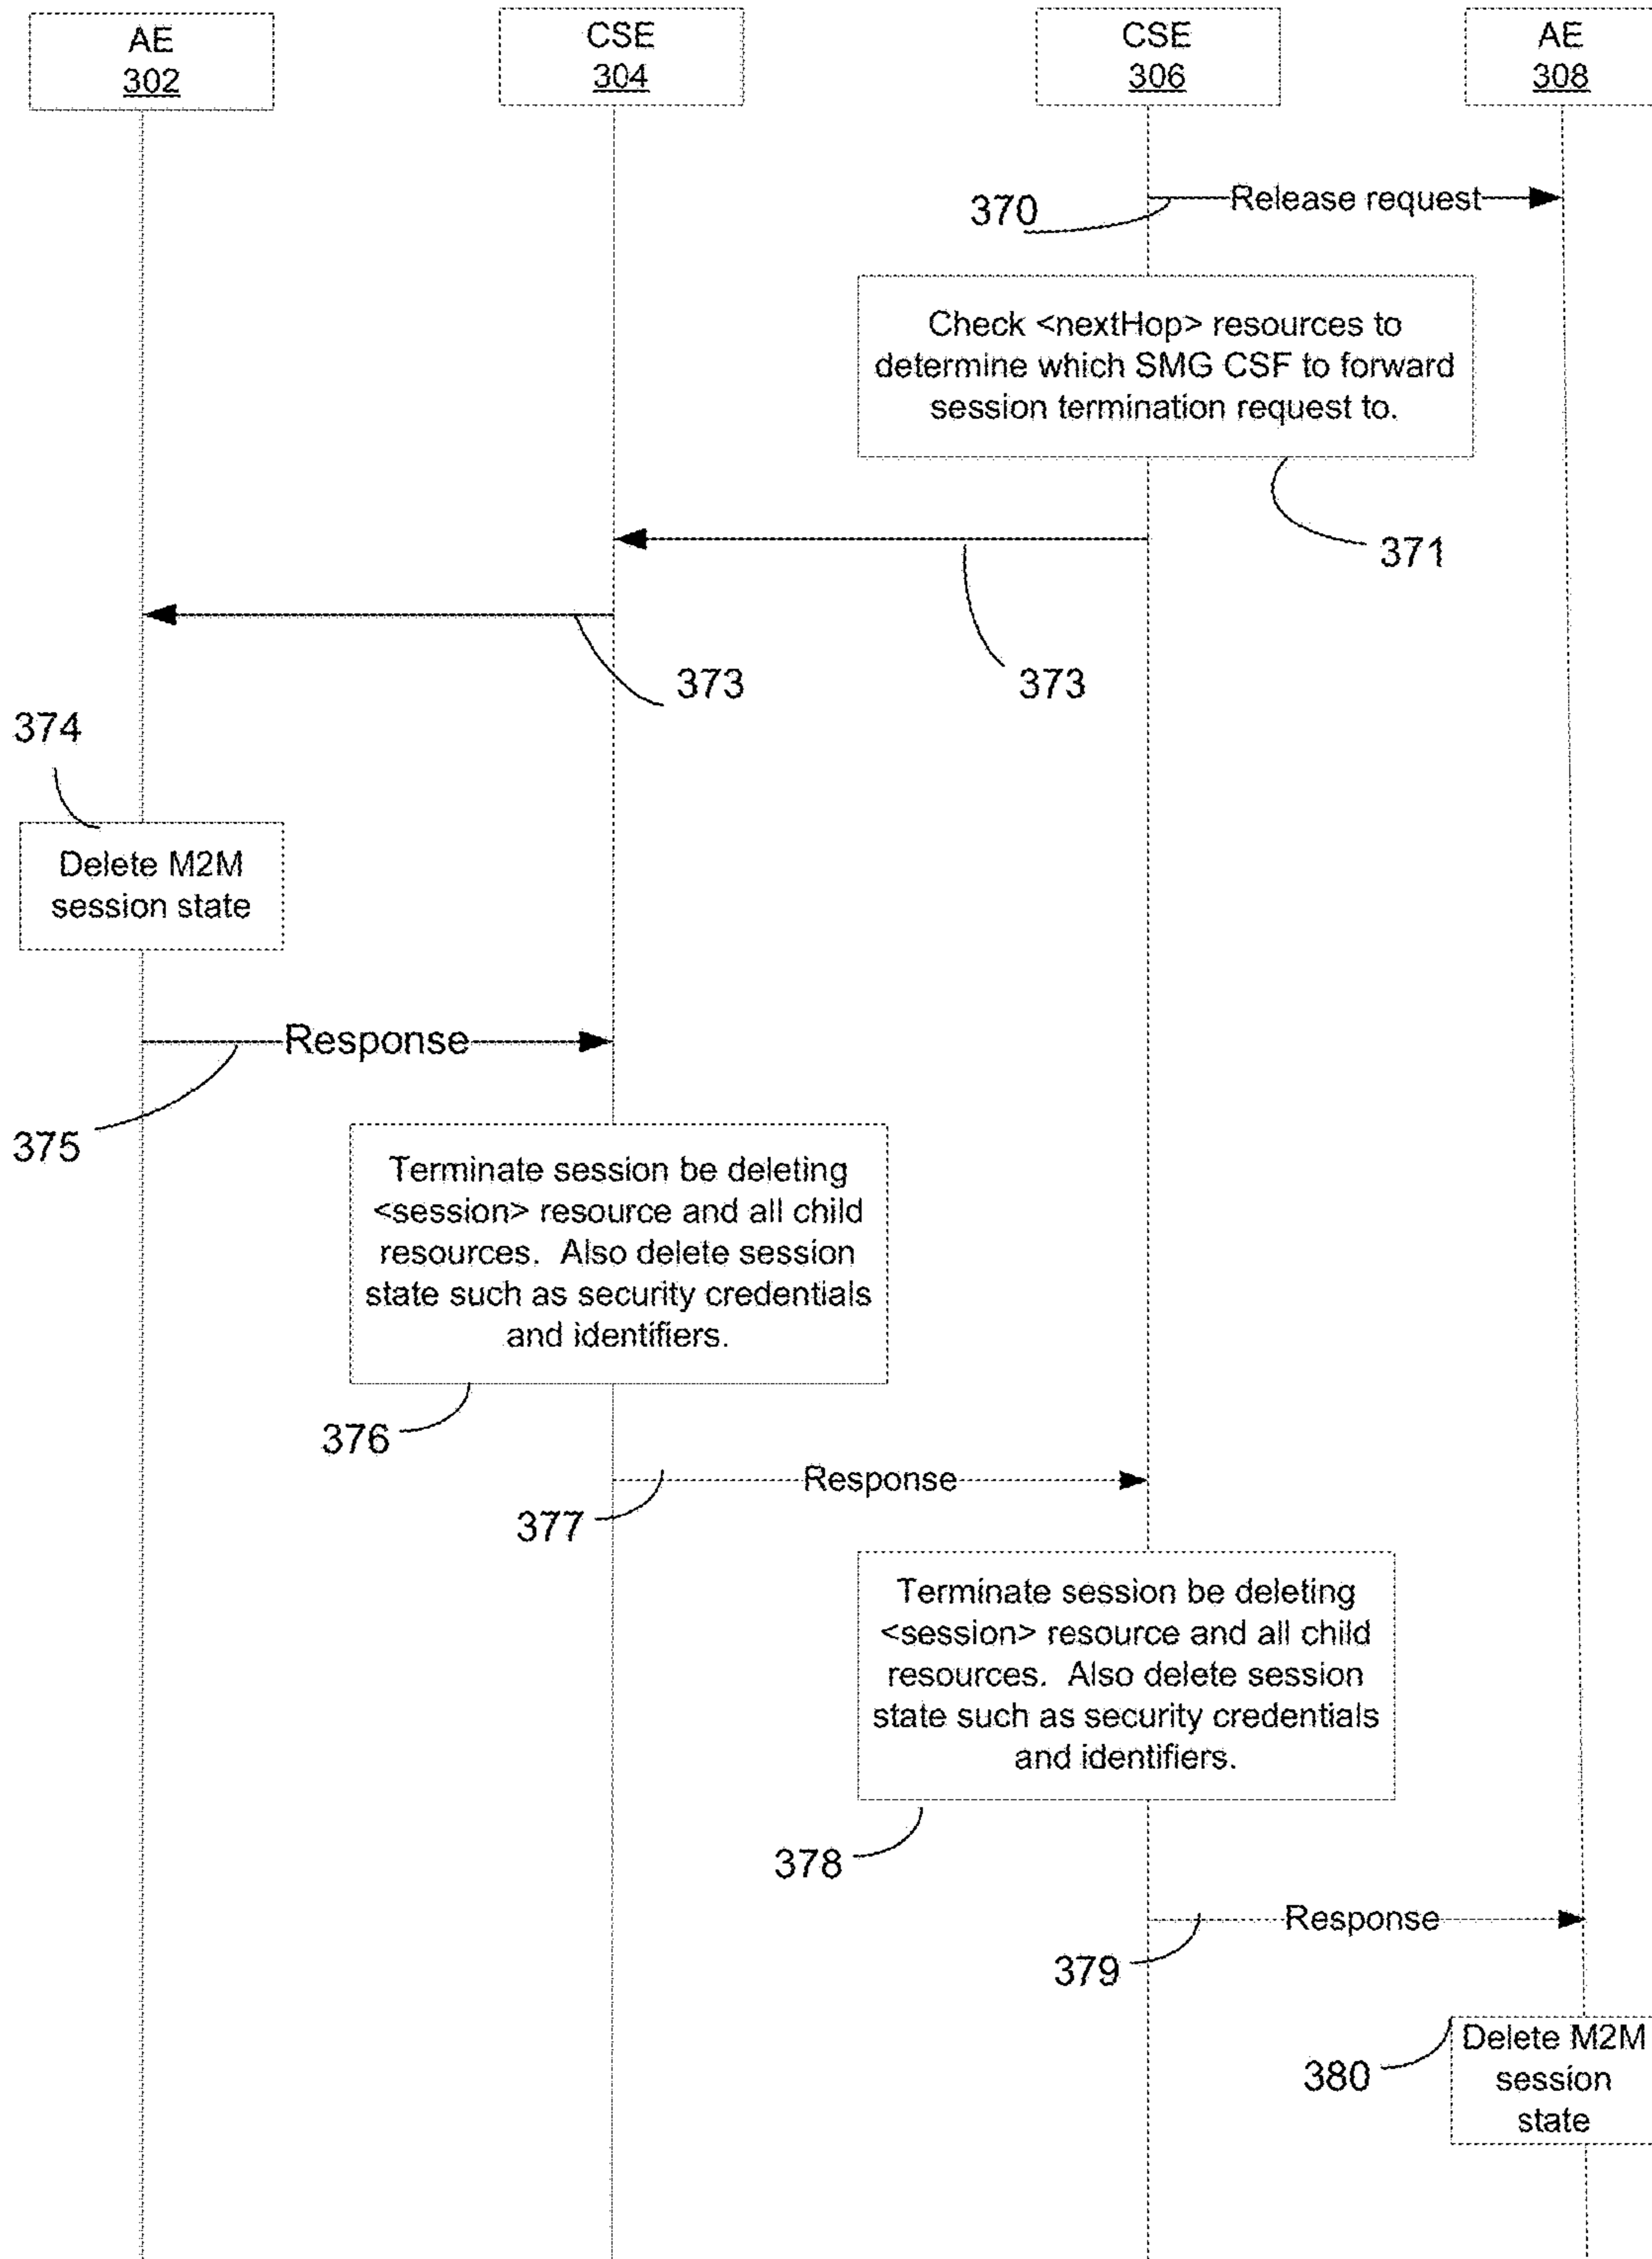 AE
302
CSE
304
CSE
306
AE
308
Release request
370
Check <nextHop> resources to
determine which SMG CSF to forward
session termination request to.
371
373
373
374
Delete M2M
session state
Response
375
Terminate session be deleting
<session> resource and all child
resources. Also delete session
state such as security credentials
and identifiers.
376
Response
377
Terminate session be deleting
<session> resource and all child
resources. Also delete session
state such as security credentials
and identifiers.
378
Response
379
Delete M2M
session
state
380